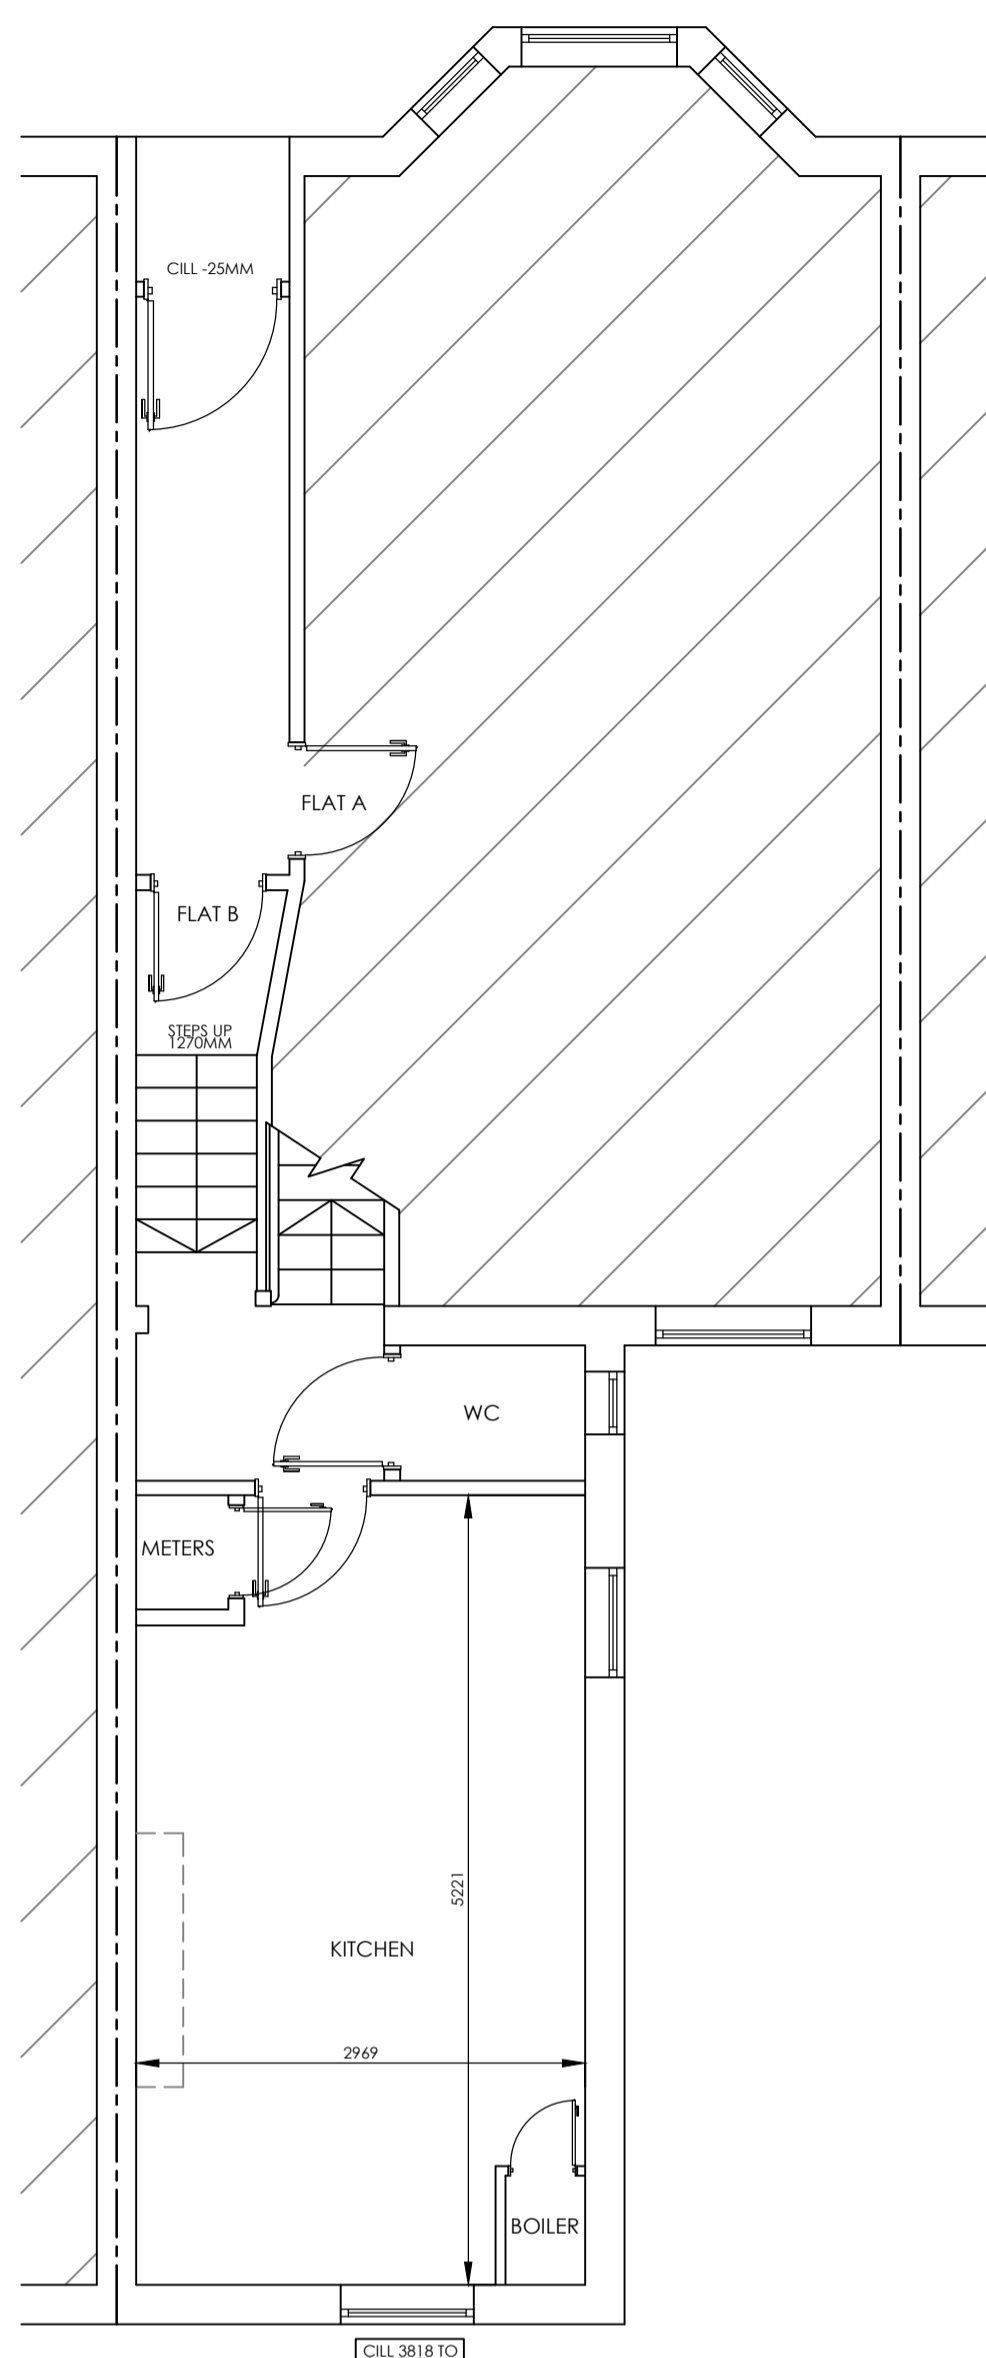 CILL -25MM
FLAT A
FLAT B
STEPS UP
1270MM
WC
METERS
5221
KITCHEN
2969
BOILER
CILL 3818 TO